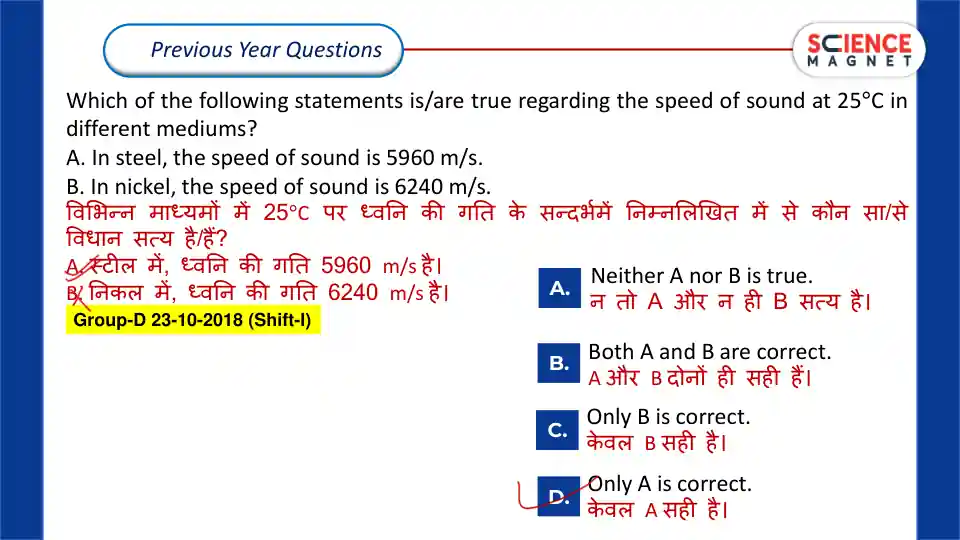 Previous Year Questions
SCIENCE
MAGNET
Which of the following statements is/are true regarding the speed of sound at 25°C in
different mediums?
A. In steel, the speed of sound is 5960 m/s.
B. In nickel, the speed of sound is 6240 m/s.
विभिन्न माध्यमों में 25°C पर ध्वनि की गति के सन्दर्भमें निम्नलिखित में से कौन सा/से
विधान सत्य है/हैं?
A. स्टील में, ध्वनि की गति 5960 m/s है।
B. निकल में, ध्वनि की गति 6240 m/s है।
Group-D 23-10-2018 (Shift-I)
A. Neither A nor B is true.
न तो A और न ही B सत्य है।
B. Both A and B are correct.
A और B दोनों ही सही हैं।
C. Only B is correct.
केवल B सही है।
D. Only A is correct.
केवल A सही है।